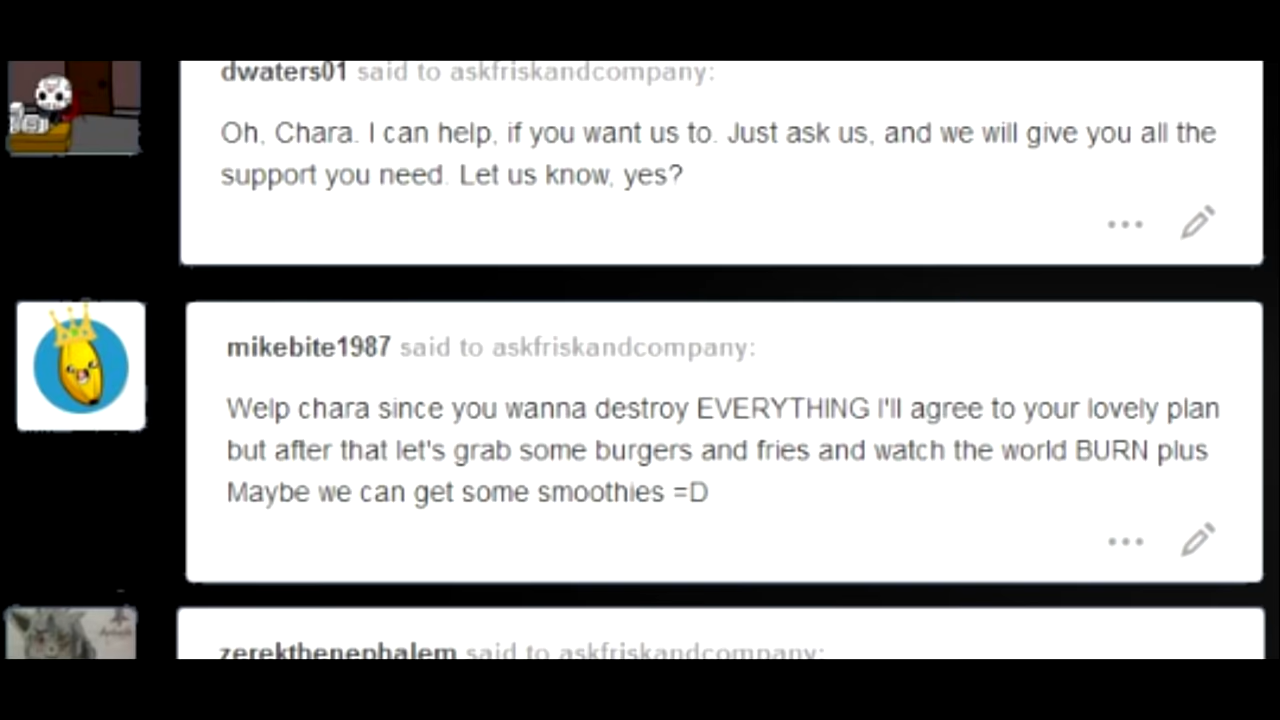 dwaters01 said to askfriskandcompany:
Oh, Chara. I can help, if you want us to. Just ask us, and we will give you all the
support you need. Let us know, yes?
mikebite1987 said to askfriskandcompany:
Welp chara since you wanna destroy EVERYTHING I'll agree to your lovely plan
but after that let's grab some burgers and fries and watch the world BURN plus
Maybe we can get some smoothies =D
zerekthenephalem said to askfriskandcompany: